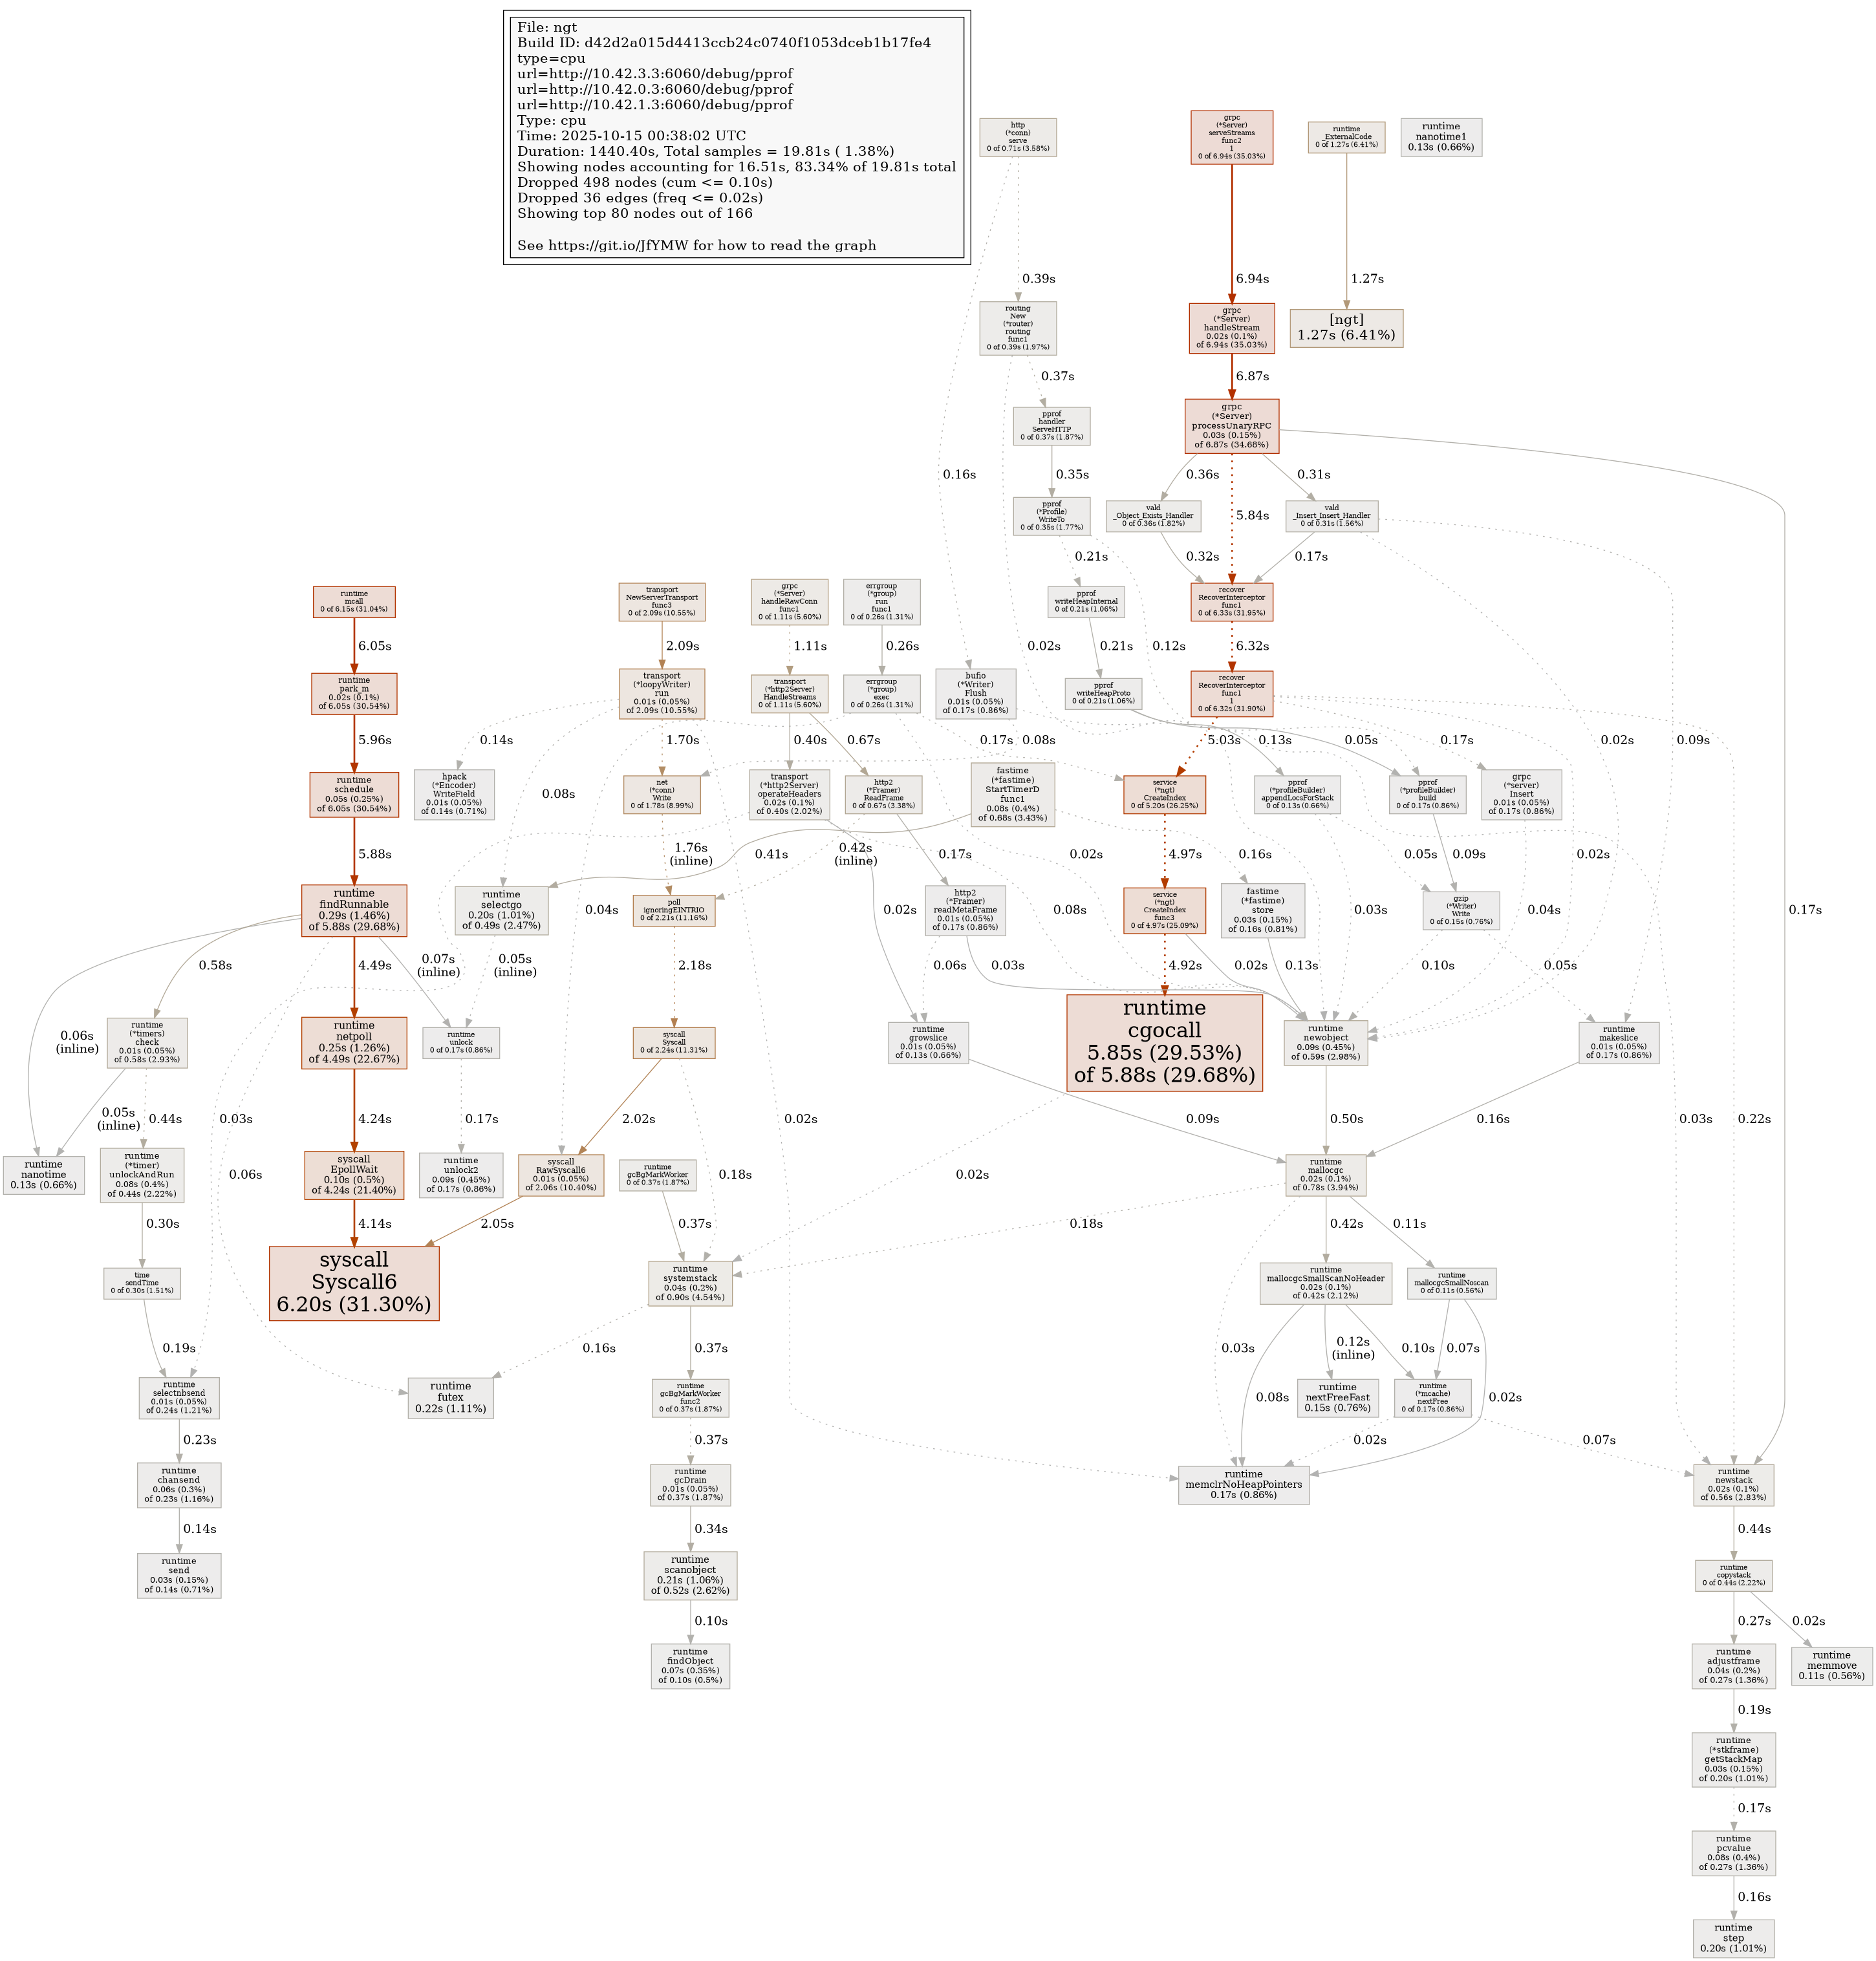 File: ngt
Build ID: d42d2a015d4413ccb24c0740f1053dceb1b17fe4
type=cpu
url=http://10.42.3.3:6060/debug/pprof
url=http://10.42.0.3:6060/debug/pprof
url=http://10.42.1.3:6060/debug/pprof
Type: cpu
Time: 2025-10-15 00:38:02 UTC
Duration: 1440.40s, Total samples = 19.81s ( 1.38%)
Showing nodes accounting for 16.51s, 83.34% of 19.81s total
Dropped 498 nodes (cum <= 0.10s)
Dropped 36 edges (freq <= 0.02s)
Showing top 80 nodes out of 166
See https://git.io/JfYMW for how to read the graph
http
(*conn)
serve
0 of 0.71s (3.58%)
grpc
(*Server)
serveStreams
func2
1
0 of 6.94s (35.03%)
runtime
_ExternalCode
0 of 1.27s (6.41%)
runtime
nanotime1
0.13s (0.66%)
0.39s
6.94s
1.27s
routing
New
(*router)
routing
func1
0 of 0.39s (1.97%)
grpc
(*Server)
handleStream
0.02s (0.1%)
of 6.94s (35.03%)
[ngt]
1.27s (6.41%)
0.37s
6.87s
pprof
handler
ServeHTTP
0 of 0.37s (1.87%)
grpc
(*Server)
processUnaryRPC
0.03s (0.15%)
of 6.87s (34.68%)
0.16s
0.35s
0.36s
5.84s
0.31s
0.17s
pprof
(*Profile)
WriteTo
0 of 0.35s (1.77%)
vald
_Object_Exists_Handler
0 of 0.36s (1.82%)
vald
_Insert_Insert_Handler
0 of 0.31s (1.56%)
0.21s
0.32s
0.17s
0.02s
0.09s
runtime
mcall
0 of 6.15s (31.04%)
transport
NewServerTransport
func3
0 of 2.09s (10.55%)
grpc
(*Server)
handleRawConn
func1
0 of 1.11s (5.60%)
errgroup
(*group)
run
func1
0 of 0.26s (1.31%)
pprof
writeHeapInternal
0 of 0.21s (1.06%)
recover
RecoverInterceptor
func1
0 of 6.33s (31.95%)
6.05s
2.09s
1.11s
0.26s
0.02s
0.21s
0.12s
6.32s
runtime
park_m
0.02s (0.1%)
of 6.05s (30.54%)
transport
(*loopyWriter)
run
0.01s (0.05%)
of 2.09s (10.55%)
transport
(*http2Server)
HandleStreams
0 of 1.11s (5.60%)
errgroup
(*group)
exec
0 of 0.26s (1.31%)
bufio
(*Writer)
Flush
0.01s (0.05%)
of 0.17s (0.86%)
pprof
writeHeapProto
0 of 0.21s (1.06%)
recover
RecoverInterceptor
func1
1
0 of 6.32s (31.90%)
5.96s
0.14s
0.08s
1.70s
0.02s
0.40s
0.67s
0.04s
0.17s
0.02s
0.08s
0.03s
0.13s
0.05s
5.03s
0.17s
0.02s
0.22s
runtime
schedule
0.05s (0.25%)
of 6.05s (30.54%)
hpack
(*Encoder)
WriteField
0.01s (0.05%)
of 0.14s (0.71%)
net
(*conn)
Write
0 of 1.78s (8.99%)
transport
(*http2Server)
operateHeaders
0.02s (0.1%)
of 0.40s (2.02%)
http2
(*Framer)
ReadFrame
0 of 0.67s (3.38%)
fastime
(*fastime)
StartTimerD
func1
0.08s (0.4%)
of 0.68s (3.43%)
service
(*ngt)
CreateIndex
0 of 5.20s (26.25%)
pprof
(*profileBuilder)
appendLocsForStack
0 of 0.13s (0.66%)
pprof
(*profileBuilder)
build
0 of 0.17s (0.86%)
grpc
(*server)
Insert
0.01s (0.05%)
of 0.17s (0.86%)
5.88s
1.76s
(inline)
0.03s
0.02s
0.08s
0.42s
(inline)
0.17s
0.41s
0.16s
4.97s
0.03s
0.05s
0.09s
0.04s
runtime
findRunnable
0.29s (1.46%)
of 5.88s (29.68%)
runtime
selectgo
0.20s (1.01%)
of 0.49s (2.47%)
poll
ignoringEINTRIO
0 of 2.21s (11.16%)
http2
(*Framer)
readMetaFrame
0.01s (0.05%)
of 0.17s (0.86%)
service
(*ngt)
CreateIndex
func3
0 of 4.97s (25.09%)
fastime
(*fastime)
store
0.03s (0.15%)
of 0.16s (0.81%)
gzip
(*Writer)
Write
0 of 0.15s (0.76%)
0.06s
(inline)
0.58s
0.06s
4.49s
0.07s
(inline)
0.05s
(inline)
2.18s
0.06s
0.03s
4.92s
0.02s
0.13s
0.10s
0.05s
runtime
(*timers)
check
0.01s (0.05%)
of 0.58s (2.93%)
runtime
netpoll
0.25s (1.26%)
of 4.49s (22.67%)
runtime
unlock
0 of 0.17s (0.86%)
syscall
Syscall
0 of 2.24s (11.31%)
runtime
growslice
0.01s (0.05%)
of 0.13s (0.66%)
runtime
cgocall
5.85s (29.53%)
of 5.88s (29.68%)
runtime
newobject
0.09s (0.45%)
of 0.59s (2.98%)
runtime
makeslice
0.01s (0.05%)
of 0.17s (0.86%)
0.05s
(inline)
0.44s
4.24s
0.17s
2.02s
0.18s
0.09s
0.02s
0.50s
0.16s
runtime
nanotime
0.13s (0.66%)
runtime
(*timer)
unlockAndRun
0.08s (0.4%)
of 0.44s (2.22%)
syscall
EpollWait
0.10s (0.5%)
of 4.24s (21.40%)
runtime
unlock2
0.09s (0.45%)
of 0.17s (0.86%)
syscall
RawSyscall6
0.01s (0.05%)
of 2.06s (10.40%)
runtime
gcBgMarkWorker
0 of 0.37s (1.87%)
runtime
mallocgc
0.02s (0.1%)
of 0.78s (3.94%)
0.30s
4.14s
2.05s
0.37s
0.18s
0.03s
0.42s
0.11s
time
sendTime
0 of 0.30s (1.51%)
syscall
Syscall6
6.20s (31.30%)
runtime
systemstack
0.04s (0.2%)
of 0.90s (4.54%)
runtime
mallocgcSmallScanNoHeader
0.02s (0.1%)
of 0.42s (2.12%)
runtime
mallocgcSmallNoscan
0 of 0.11s (0.56%)
0.19s
0.16s
0.37s
0.08s
0.12s
(inline)
0.10s
0.07s
0.02s
runtime
selectnbsend
0.01s (0.05%)
of 0.24s (1.21%)
runtime
futex
0.22s (1.11%)
runtime
gcBgMarkWorker
func2
0 of 0.37s (1.87%)
runtime
nextFreeFast
0.15s (0.76%)
runtime
(*mcache)
nextFree
0 of 0.17s (0.86%)
0.23s
0.37s
0.02s
0.07s
runtime
chansend
0.06s (0.3%)
of 0.23s (1.16%)
runtime
gcDrain
0.01s (0.05%)
of 0.37s (1.87%)
runtime
memclrNoHeapPointers
0.17s (0.86%)
runtime
newstack
0.02s (0.1%)
of 0.56s (2.83%)
0.14s
0.34s
0.44s
runtime
send
0.03s (0.15%)
of 0.14s (0.71%)
runtime
scanobject
0.21s (1.06%)
of 0.52s (2.62%)
runtime
copystack
0 of 0.44s (2.22%)
0.10s
0.27s
0.02s
runtime
findObject
0.07s (0.35%)
of 0.10s (0.5%)
runtime
adjustframe
0.04s (0.2%)
of 0.27s (1.36%)
runtime
memmove
0.11s (0.56%)
0.19s
runtime
(*stkframe)
getStackMap
0.03s (0.15%)
of 0.20s (1.01%)
0.17s
runtime
pcvalue
0.08s (0.4%)
of 0.27s (1.36%)
0.16s
runtime
step
0.20s (1.01%)